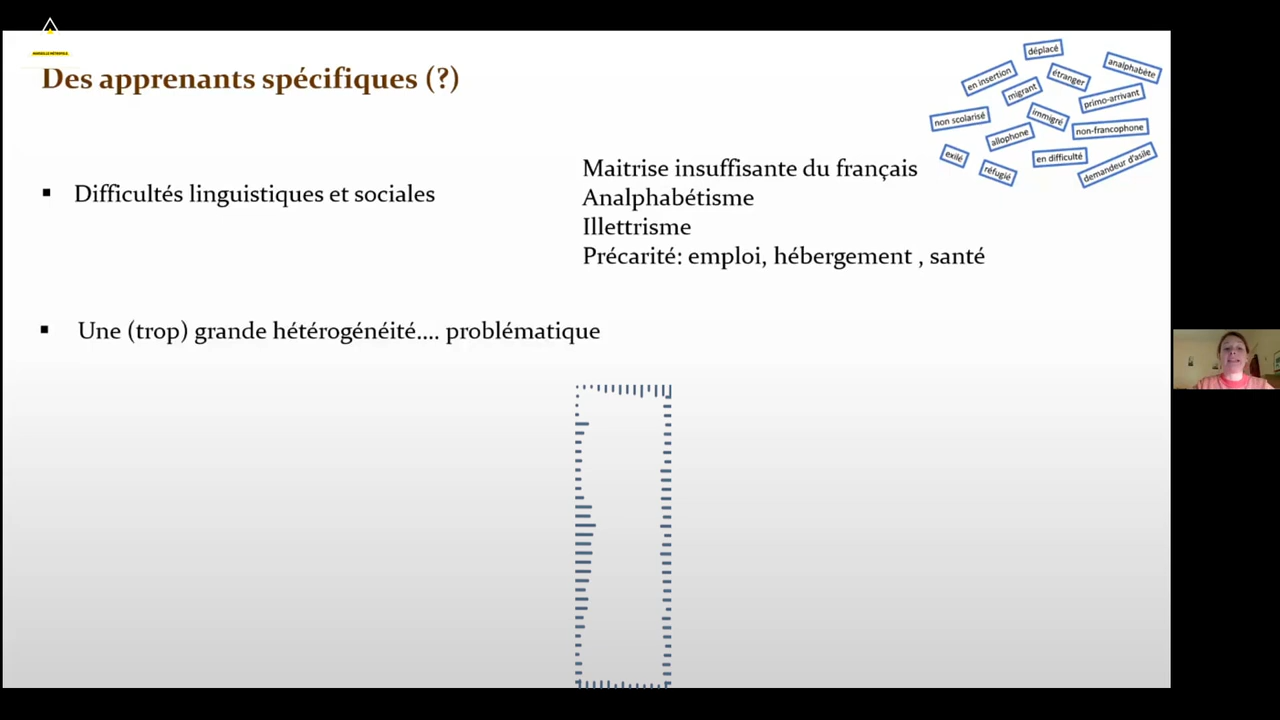 MARSEILLE MÉTROPOLE
Des apprenants spécifiques (?)
déplacé
en insertion
étranger
analphabète
migrant
primo-arrivant
non scolarisé
immigré
allophone
non-francophone
exilé
en difficulté
réfugié
demandeur d'asile
▪ Difficultés linguistiques et sociales
Maitrise insuffisante du français
Analphabétisme
Illettrisme
Précarité: emploi, hébergement , santé
▪ Une (trop) grande hétérogénéité.... problématique